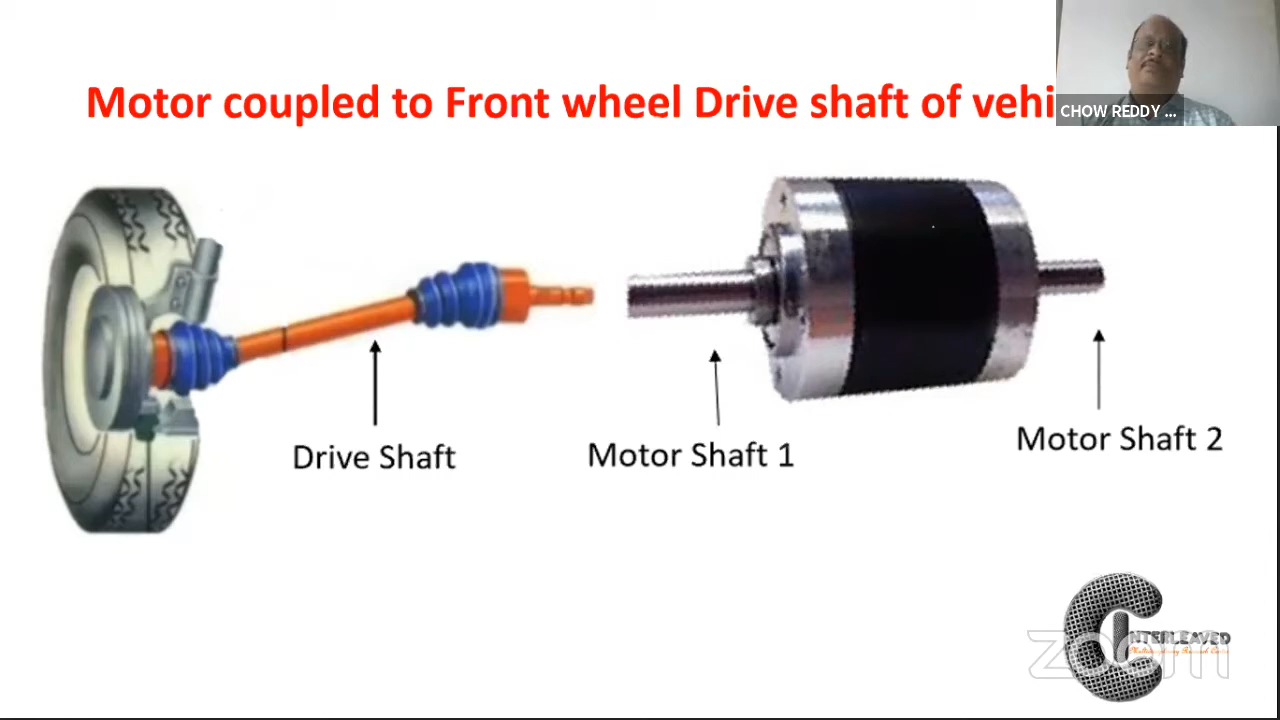 Motor coupled to Front wheel Drive shaft of vehi
CHOW REDDY ...
Drive Shaft
Motor Shaft 1
Motor Shaft 2
NTERLEAVED
zoom